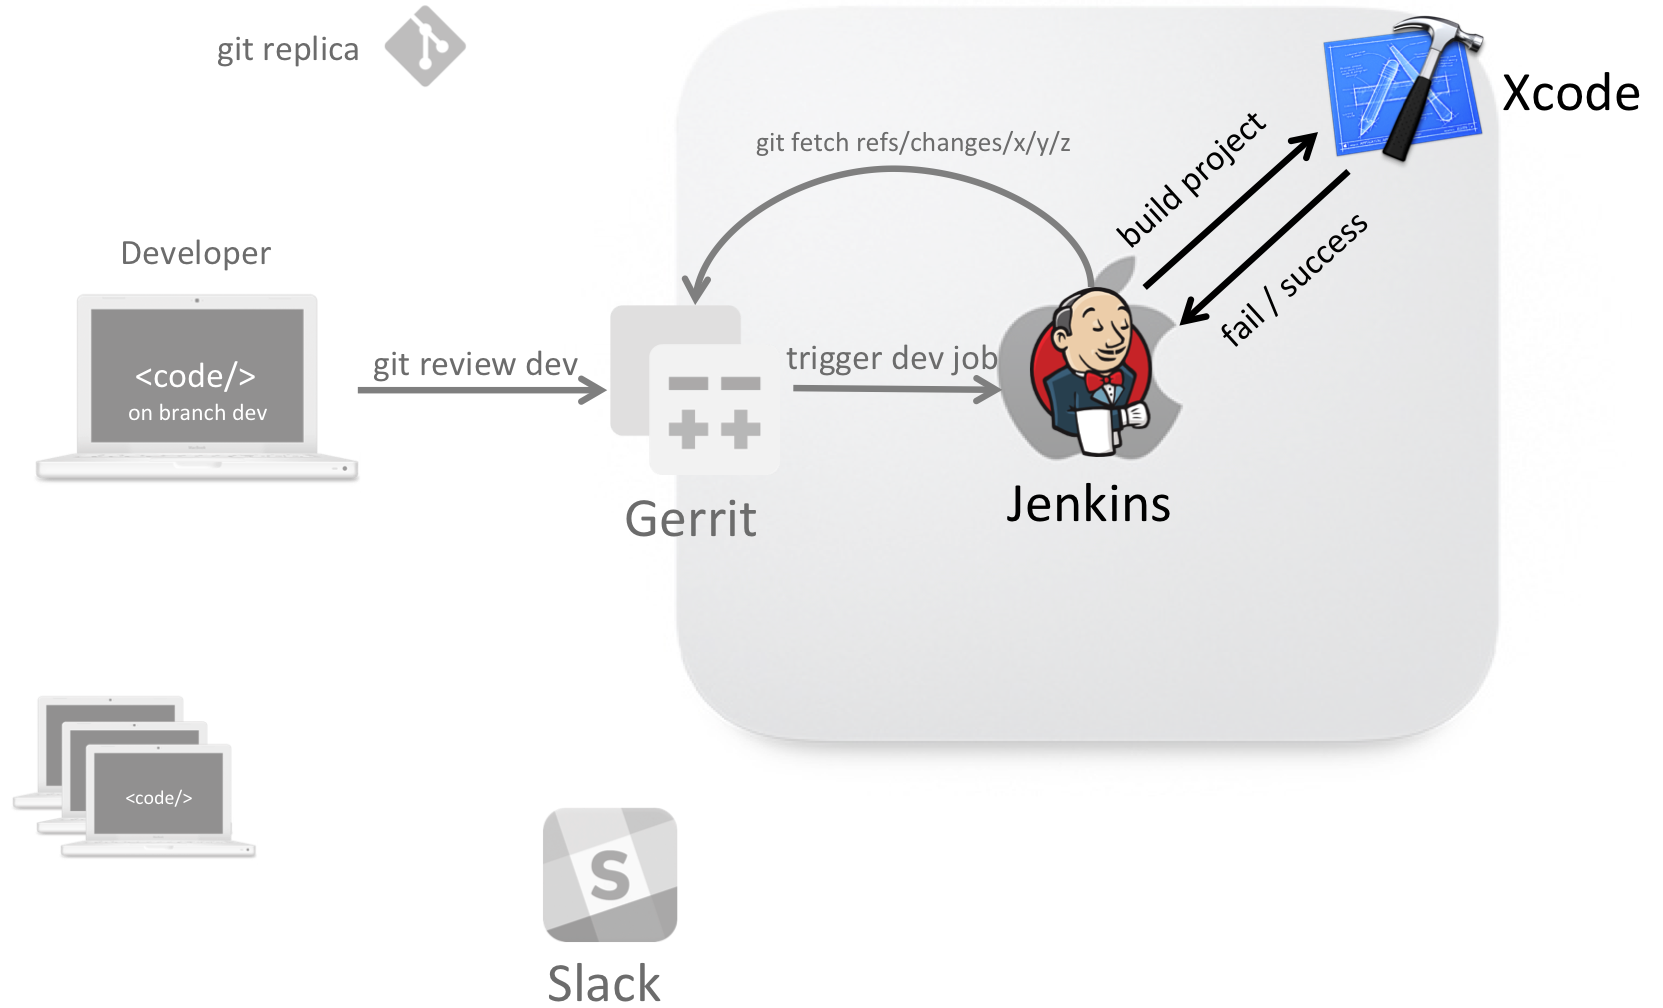 git replica
Xcode
git fetch refs/changes/x/y/z
build project
fail / success
Developer
<code/>
on branch dev
git review dev
trigger dev job
Gerrit
Jenkins
<code/>
S
Slack